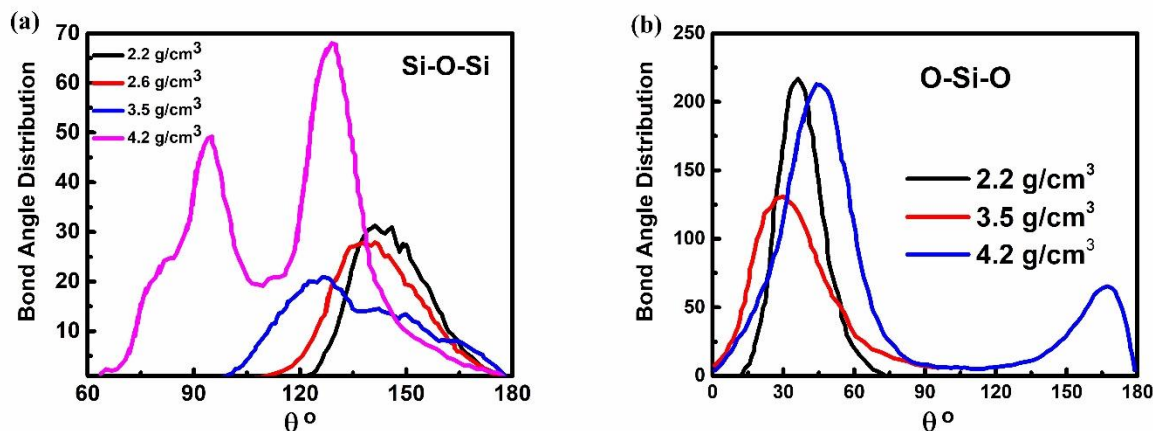 (a)
70
60
50
40
30
20
10
Bond Angle Distribution
2.2 g/cm³
2.6 g/cm³
3.5 g/cm³
4.2 g/cm³
Si-O-Si
60 90 120 150 180
θ º
(b)
250
200
150
100
50
0
Bond Angle Distribution
O-Si-O
2.2 g/cm³
3.5 g/cm³
4.2 g/cm³
0 30 60 90 120 150 180
θ º